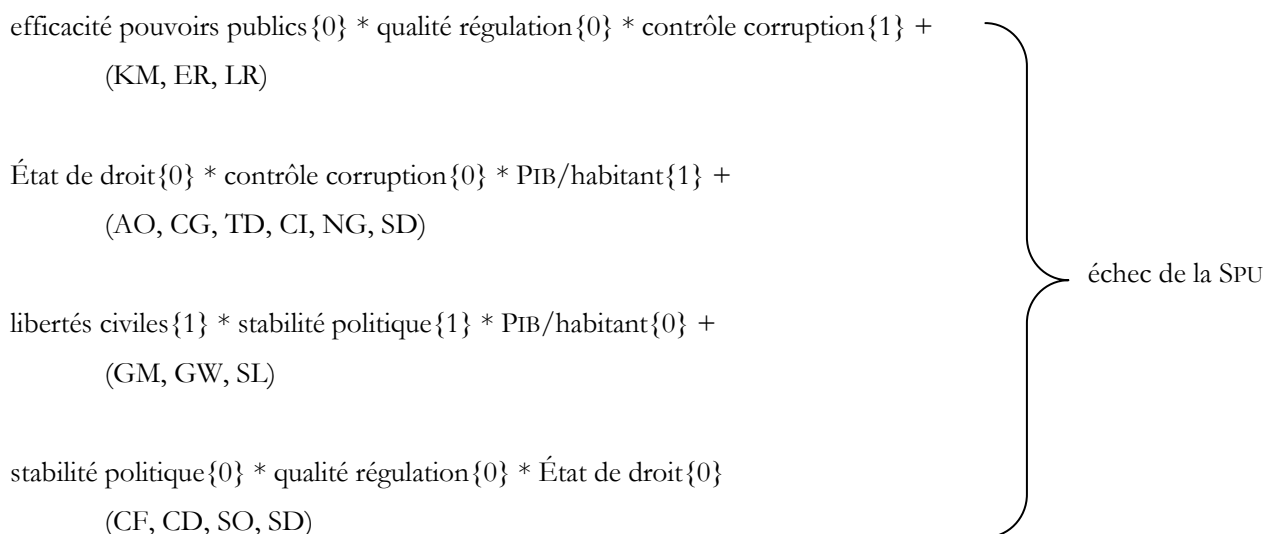 efficacité pouvoirs publics{0} * qualité régulation{0} * contrôle corruption{1} +
(KM, ER, LR)
État de droit{0} * contrôle corruption{0} * PIB/habitant{1} +
(AO, CG, TD, CI, NG, SD)
échec de la SPU
libertés civiles{1} * stabilité politique{1} * PIB/habitant{0} +
(GM, GW, SL)
stabilité politique{0} * qualité régulation{0} * État de droit{0}
(CF, CD, SO, SD)